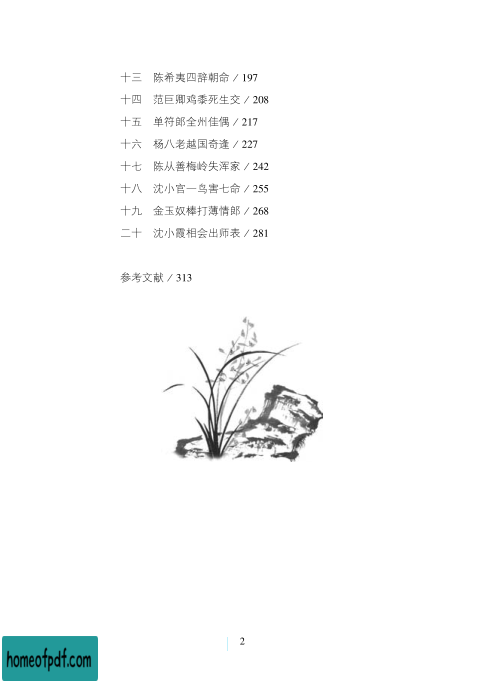 十三 陈希夷四辞朝命 / 197
十四 范巨卿鸡黍死生交 / 208
十五 单符郎全州佳偶 / 217
十六 杨八老越国奇逢 / 227
十七 陈从善梅岭失浑家 / 242
十八 沈小官一鸟害七命 / 255
十九 金玉奴棒打薄情郎 / 268
二十 沈小霞相会出师表 / 281
参考文献 / 313
2
homeofpdf.com